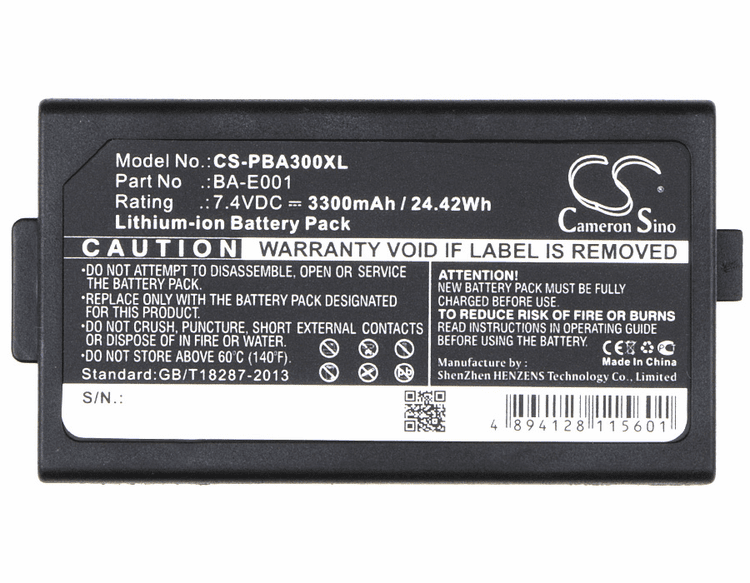 Model No.:CS-PBA300XL
Part No .:BA-E001
Rating .:7.4VDC ⎓ 3300mAh / 24.42Wh
Lithium-ion Battery Pack
CS
®
Cameron Sino
CAUTION WARRANTY VOID IF LABEL IS REMOVED
•DO NOT ATTEMPT TO DISASSEMBLE, OPEN OR SERVICE
THE BATTERY PACK.
•REPLACE ONLY WITH THE BATTERY PACK DESIGNATED
FOR THIS PRODUCT.
•DO NOT CRUSH, PUNCTURE, SHORT EXTERNAL CONTACTS
OR DISPOSE OF IN FIRE OR WATER.
•DO NOT STORE ABOVE 60°C (140°F).
Standard:GB/T18287-2013
ATTENTION!
NEW BATTERY PACK MUST BE FULLY
CHARGED BEFORE USE.
TO REDUCE RISK OF FIRE OR BURNS
READ INSTRUCTIONS IN OPERATING GUIDE
BEFORE USING THE BATTERY.
CE
Made In China
Manufacture by :
ShenZhen HENZENS Technology Co., Limited
S/N.:
4 894128 115601